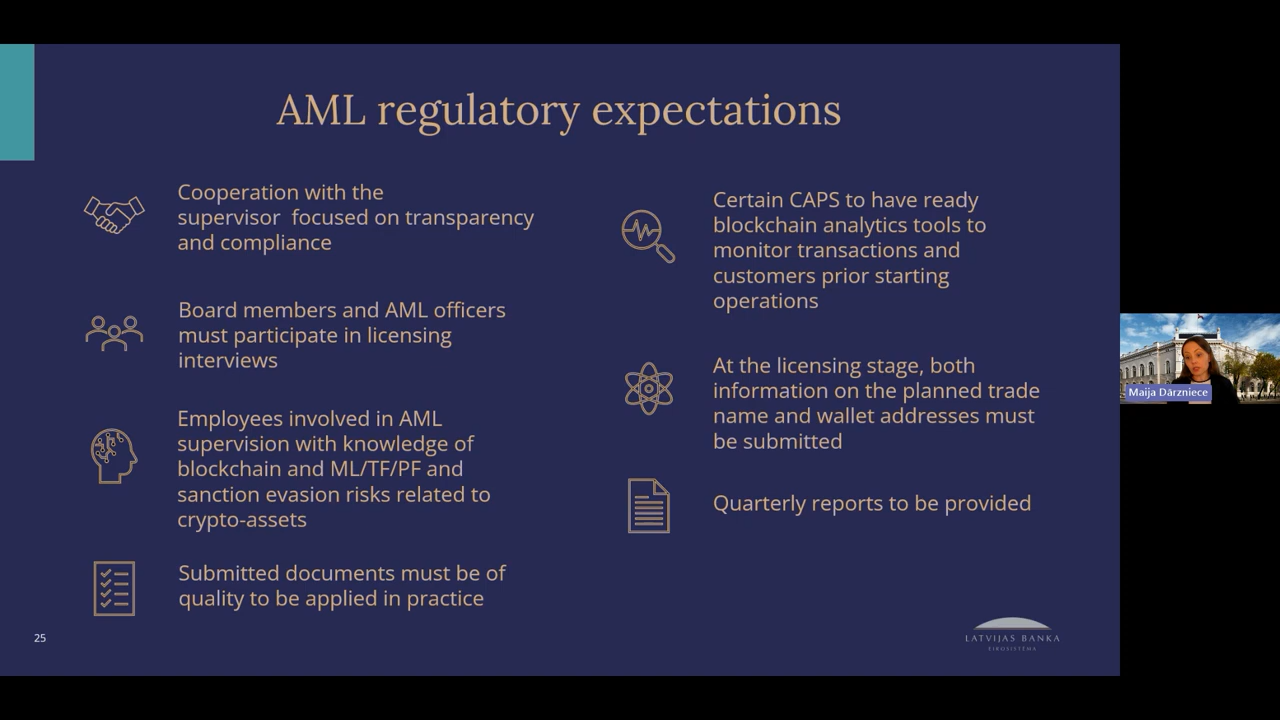 AML regulatory expectations
Cooperation with the
supervisor  focused on transparency
and compliance
Board members and AML officers
must participate in licensing
interviews
Employees involved in AML
supervision with knowledge of
blockchain and ML/TF/PF and
sanction evasion risks related to
crypto-assets
Submitted documents must be of
quality to be applied in practice
Certain CAPS to have ready
blockchain analytics tools to
monitor transactions and
customers prior starting
operations
At the licensing stage, both
information on the planned trade
name and wallet addresses must
be submitted
Quarterly reports to be provided
25
LATVIJAS BANKA
EIROSISTĒMA
Maija Dārzniece